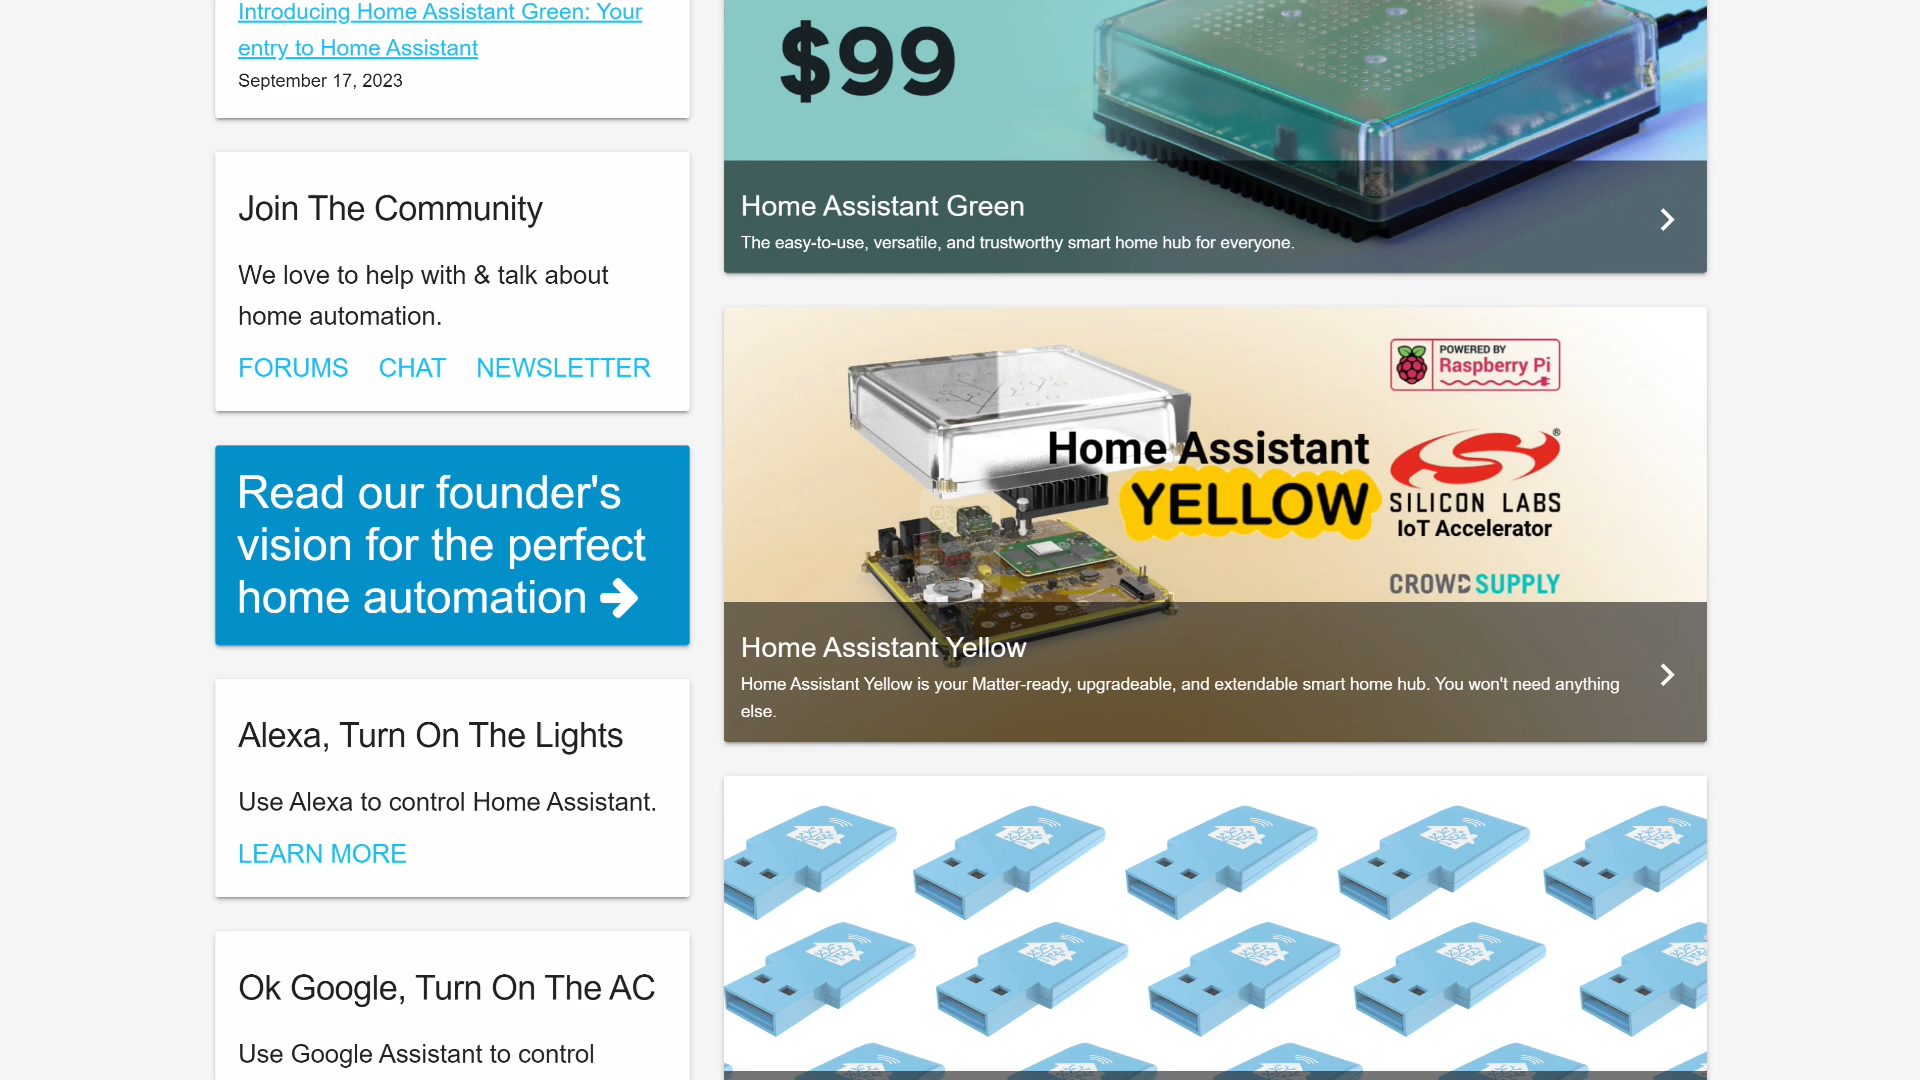 Introducing Home Assistant Green: Your
entry to Home Assistant
September 17, 2023
Join The Community
We love to help with & talk about
home automation.
FORUMS CHAT NEWSLETTER
Read our founder's
vision for the perfect
home automation
Alexa, Turn On The Lights
Use Alexa to control Home Assistant.
LEARN MORE
Ok Google, Turn On The AC
Use Google Assistant to control
$99
Home Assistant Green
The easy-to-use, versatile, and trustworthy smart home hub for everyone.
POWERED BY
Raspberry Pi
Home Assistant
YELLOW
SILICON LABS
IoT Accelerator
CROWD SUPPLY
Home Assistant Yellow
Home Assistant Yellow is your Matter-ready, upgradeable, and extendable smart home hub. You won't need anything
else.